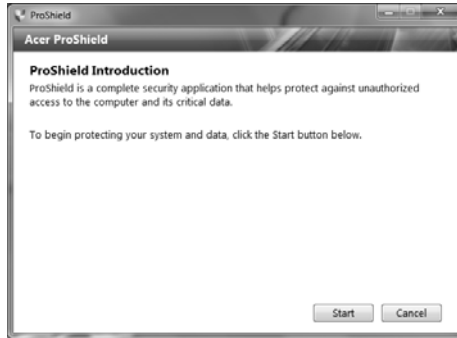 ProShield
Acer ProShield
ProShield Introduction
ProShield is a complete security application that helps protect against unauthorized
access to the computer and its critical data.
To begin protecting your system and data, click the Start button below.
Start Cancel